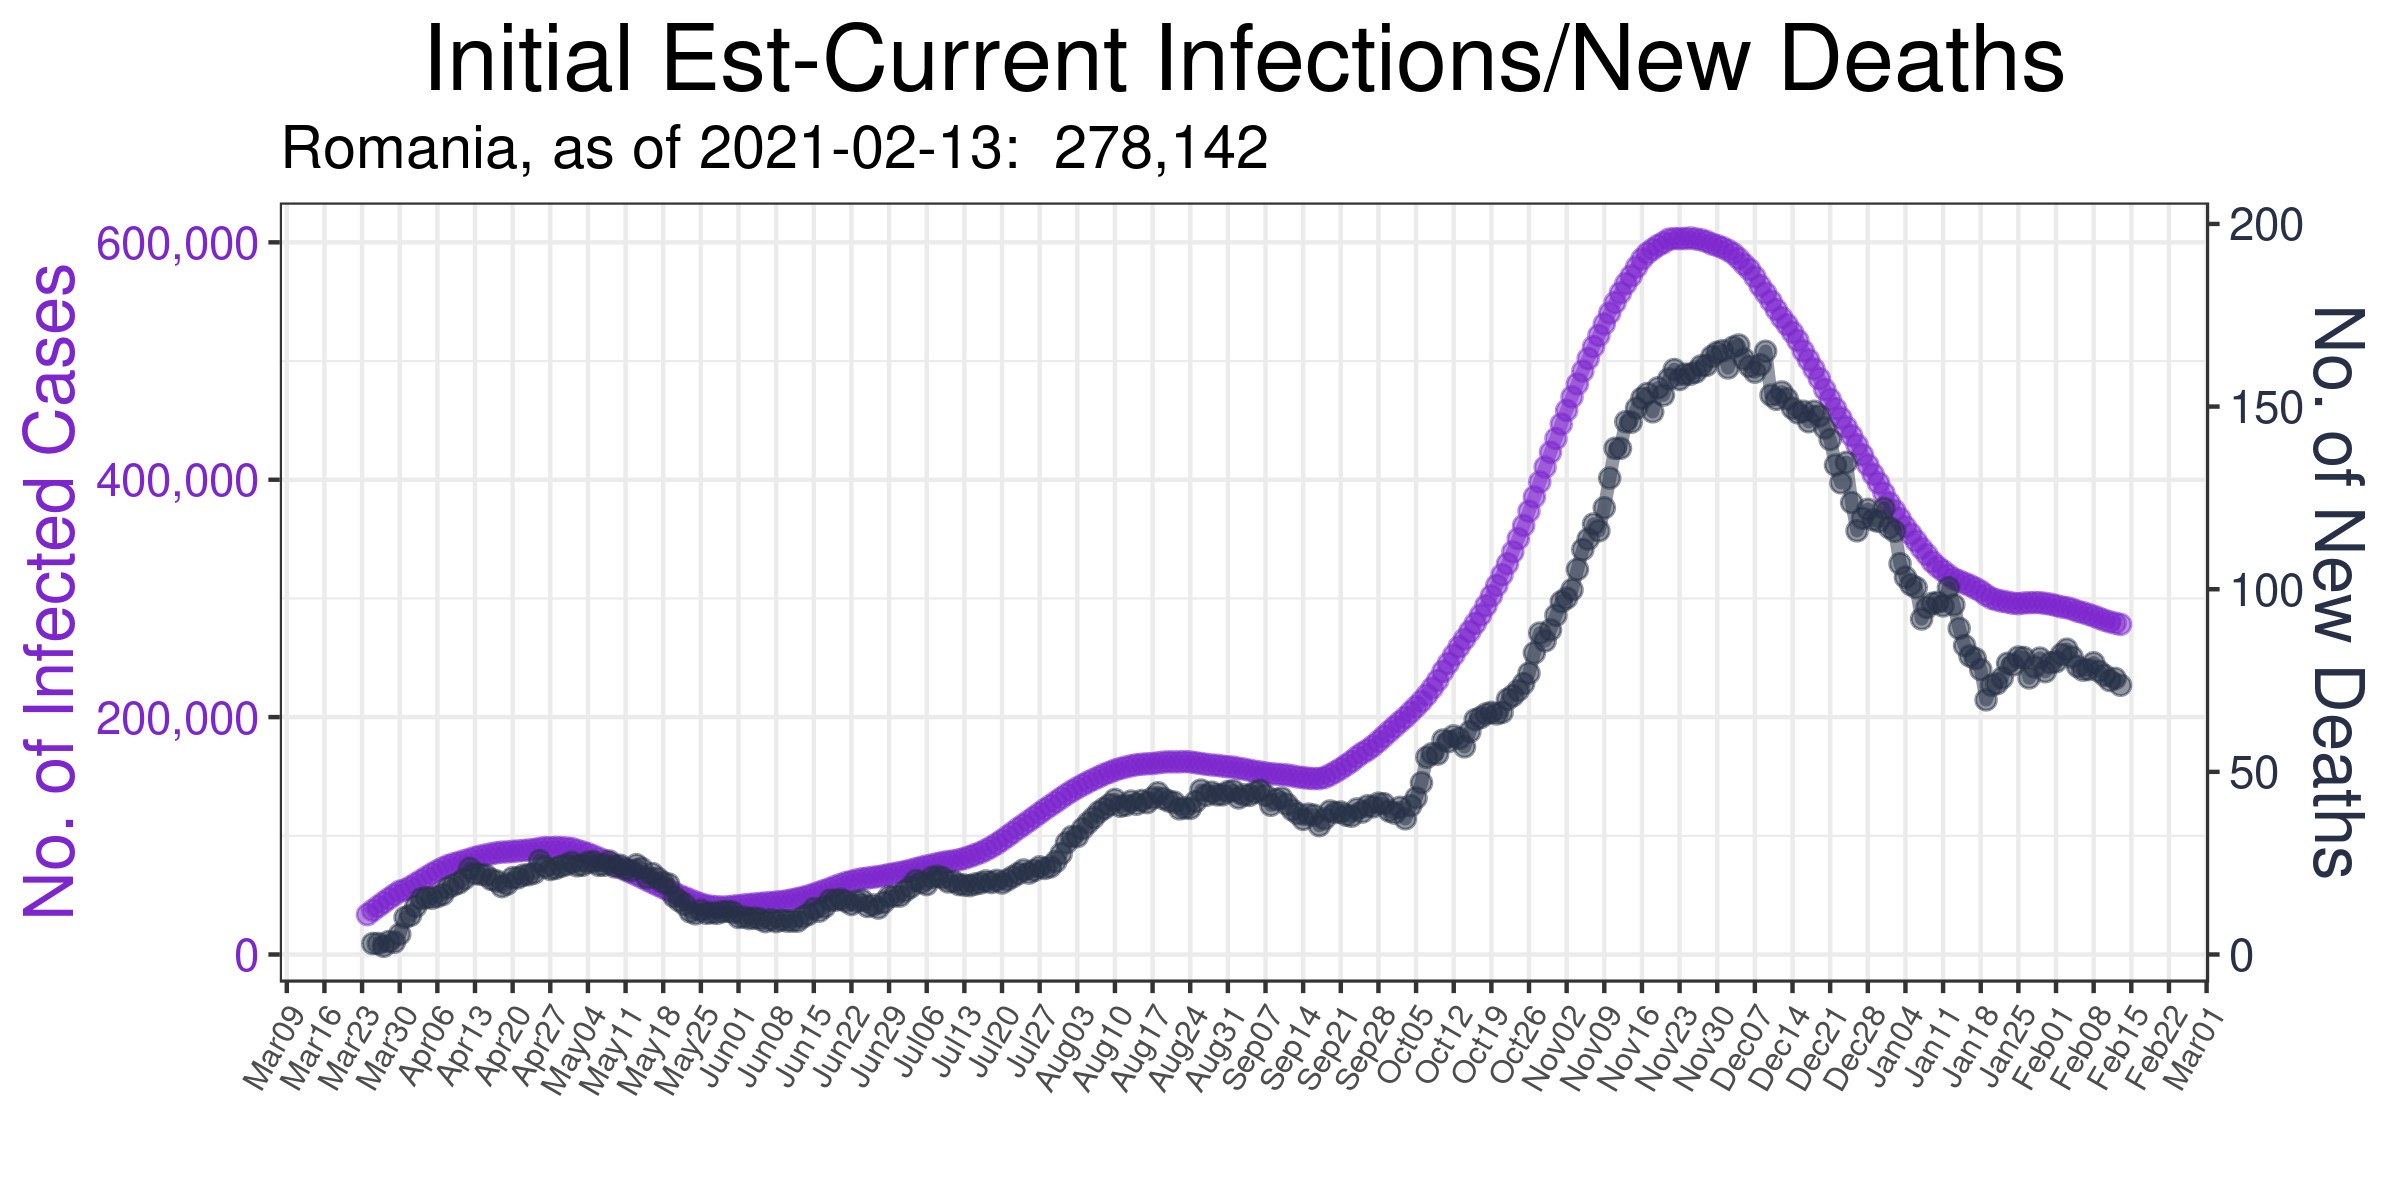 Initial Est-Current Infections/New Deaths
Romania, as of 2021-02-13:  278,142
No. of Infected Cases
600,000
400,000
200,000
0
200
150
100
50
0
No. of New Deaths
Mar09
Mar16
Mar23
Mar30
Apr06
Apr13
Apr20
Apr27
May04
May11
May18
May25
Jun01
Jun08
Jun15
Jun22
Jun29
Jul06
Jul13
Jul20
Jul27
Aug03
Aug10
Aug17
Aug24
Aug31
Sep07
Sep14
Sep21
Sep28
Oct05
Oct12
Oct19
Oct26
Nov02
Nov09
Nov16
Nov23
Nov30
Dec07
Dec14
Dec21
Dec28
Jan04
Jan11
Jan18
Jan25
Feb01
Feb08
Feb15
Feb22
Mar01